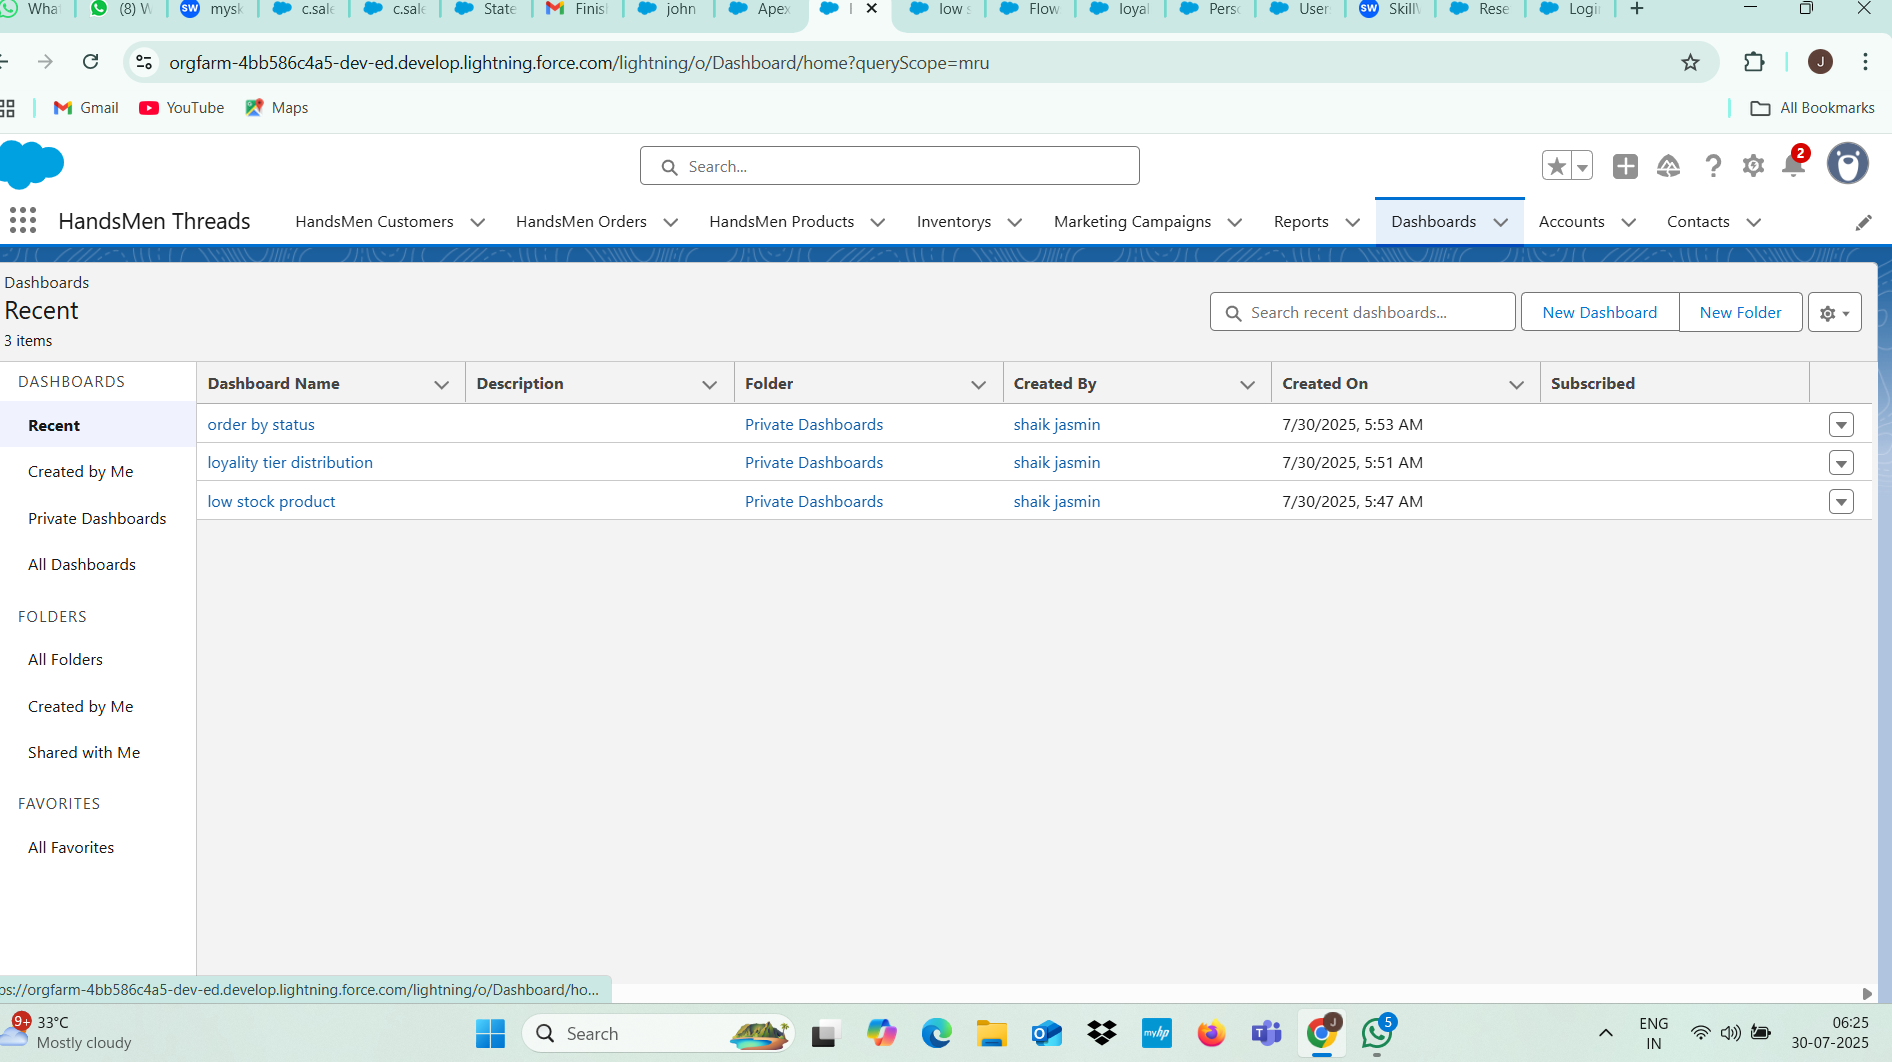 What
(8) W
SW
mysk
c.sale
c.sale
State
Finis
john
Apex
low s
Flow
loyal
Perso
User
SW
Skill
Rese
Login
orgfarm-4bb586c4a5-dev-ed.develop.lightning.force.com/lightning/o/Dashboard/home?queryScope=mru
J
Gmail
YouTube
Maps
All Bookmarks
Search...
2
HandsMen Threads
HandsMen Customers
HandsMen Orders
HandsMen Products
Inventorys
Marketing Campaigns
Reports
Dashboards
Accounts
Contacts
Dashboards
Recent
3 items
Search recent dashboards...
New Dashboard
New Folder
DASHBOARDS
Recent
Created by Me
Private Dashboards
All Dashboards
FOLDERS
All Folders
Created by Me
Shared with Me
FAVORITES
All Favorites
Dashboard Name Description Folder Created By Created On Subscribed
order by status Private Dashboards shaik jasmin 7/30/2025, 5:53 AM
loyality tier distribution Private Dashboards shaik jasmin 7/30/2025, 5:51 AM
low stock product Private Dashboards shaik jasmin 7/30/2025, 5:47 AM
ps://orgfarm-4bb586c4a5-dev-ed.develop.lightning.force.com/lightning/o/Dashboard/ho...
9+
33°C
Mostly cloudy
Search
myhp
J
5
ENG
IN
06:25
30-07-2025